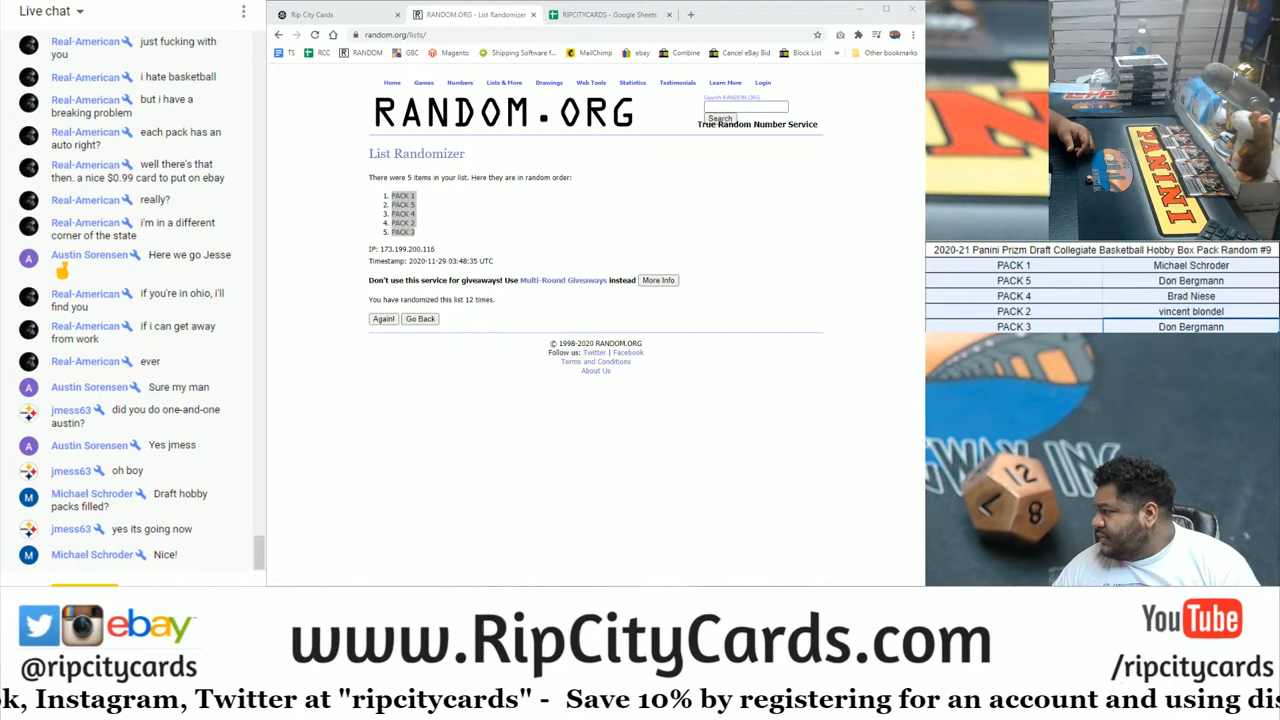 Live chat
Real-American just fucking with
you
Real-American i hate basketball
Real-American but i have a
breaking problem
Real-American each pack has an
auto right?
Real-American well there's that
then. a nice $0.99 card to put on ebay
Real-American really?
Real-American i'm in a different
corner of the state
A Austin Sorensen Here we go Jesse
Real-American if you're in ohio, i'll
find you
Real-American if i can get away
from work
Real-American ever
A Austin Sorensen Sure my man
jmess63 did you do one-and-one
austin?
A Austin Sorensen Yes jmess
jmess63 oh boy
M Michael Schroder Draft hobby
packs filled?
jmess63 yes its going now
M Michael Schroder Nice!
Rip City Cards
RANDOM.ORG - List Randomizer
RIPCITYCARDS - Google Sheets
random.org/lists/
TS RCC RANDOM GBC Magento Shipping Software f... MailChimp ebay Combine Cancel eBay Bid Block List Other bookmarks
Home Games Numbers Lists & More Drawings Web Tools Statistics Testimonials Learn More Login
RANDOM.ORG
Search RANDOM.ORG
Search
True Random Number Service
List Randomizer
There were 5 items in your list. Here they are in random order:
1. PACK 1
2. PACK 5
3. PACK 4
4. PACK 2
5. PACK 3
IP: 173.199.200.116
Timestamp: 2020-11-29 03:48:35 UTC
Don't use this service for giveaways! Use Multi-Round Giveaways instead More Info
You have randomized this list 12 times.
Again! Go Back
© 1998-2020 RANDOM.ORG
Follow us: Twitter | Facebook
Terms and Conditions
About Us
PANINI
2020-21 Panini Prizm Draft Collegiate Basketball Hobby Box Pack Random #9
PACK 1 Michael Schroder
PACK 5 Don Bergmann
PACK 4 Brad Niese
PACK 2 vincent blondel
PACK 3 Don Bergmann
12
8
ebay
@ripcitycards
www.RipCityCards.com
YouTube
/ripcitycards
ok, Instagram, Twitter at "ripcitycards" - Save 10% by registering for an account and using dis